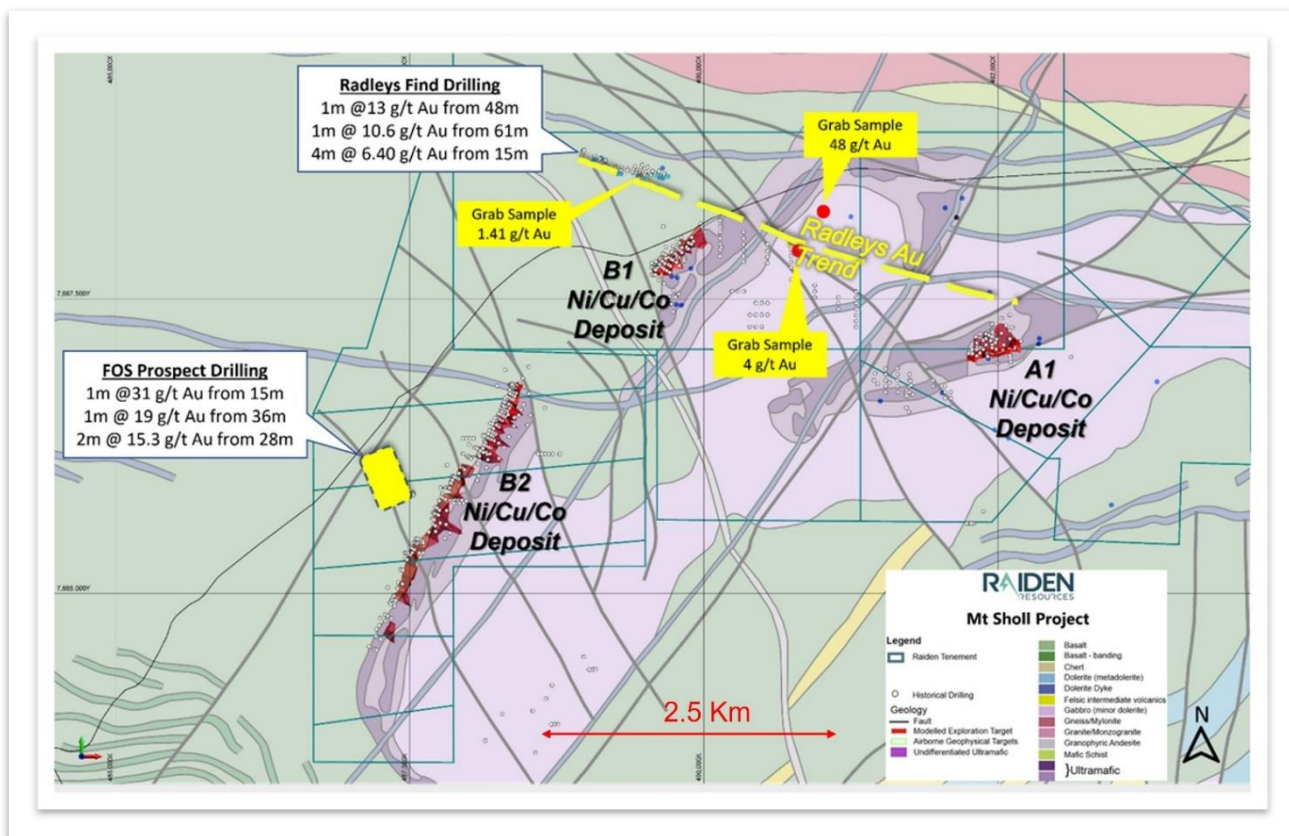 Radleys Find Drilling
1m @13 g/t Au from 48m
1m @ 10.6 g/t Au from 61m
4m @ 6.40 g/t Au from 15m
Grab Sample
48 g/t Au
Grab Sample
1.41 g/t Au
Radleys Au
Trend
B1
Ni/Cu/Co
Deposit
7,687,500Y
Grab Sample
4 g/t Au
A1
Ni/Cu/Co
Deposit
FOS Prospect Drilling
1m @31 g/t Au from 15m
1m @ 19 g/t Au from 36m
2m @ 15.3 g/t Au from 28m
B2
Ni/Cu/Co
Deposit
7,685,000Y
2.5 Km
RAIDEN
RESOURCES
Mt Sholl Project
Legend
Raiden Tenement
Historical Drilling
Geology
Fault
Modelled Exploration Target
Airborne Geophysical Targets
Undifferentiated Ultramafic
Basalt
Basalt - banding
Chert
Dolerite (metadolerite)
Dolerite Dyke
Felsic intermediate volcanics
Gabbro (minor dolerite)
Gneiss/Mylonite
Granite/Monzogranite
Granophyric Andesite
Mafic Schist
}Ultramafic
N